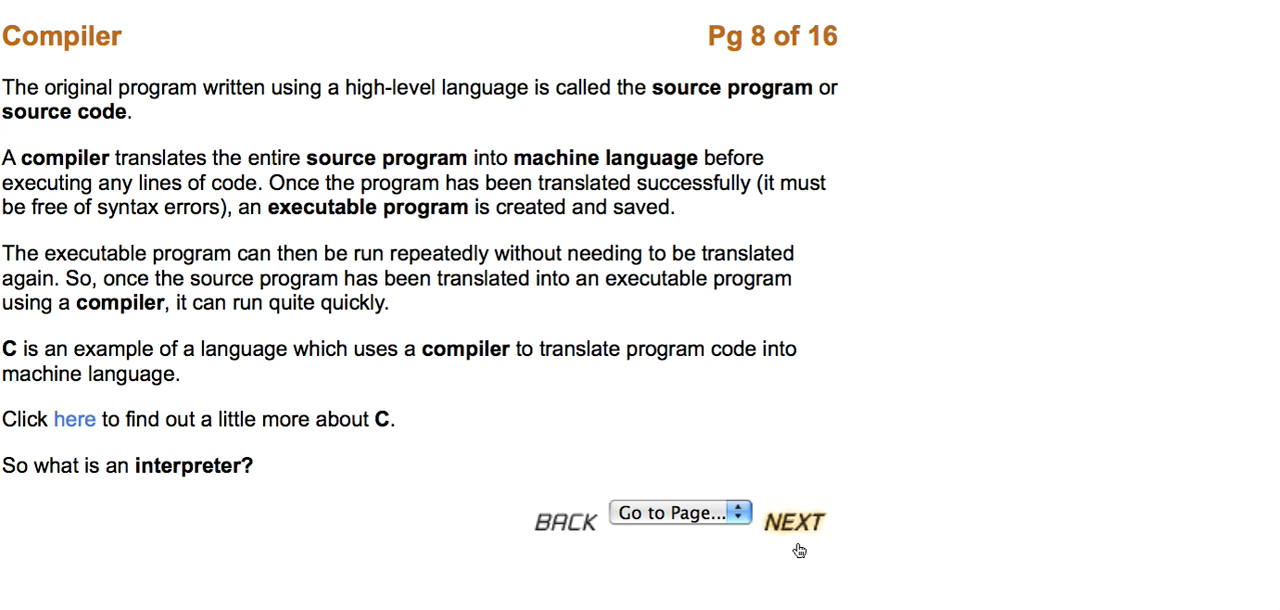 Compiler
Pg 8 of 16
The original program written using a high-level language is called the source program or
source code.
A compiler translates the entire source program into machine language before
executing any lines of code. Once the program has been translated successfully (it must
be free of syntax errors), an executable program is created and saved.
The executable program can then be run repeatedly without needing to be translated
again. So, once the source program has been translated into an executable program
using a compiler, it can run quite quickly.
C is an example of a language which uses a compiler to translate program code into
machine language.
Click here to find out a little more about C.
So what is an interpreter?
BACK
Go to Page...
NEXT